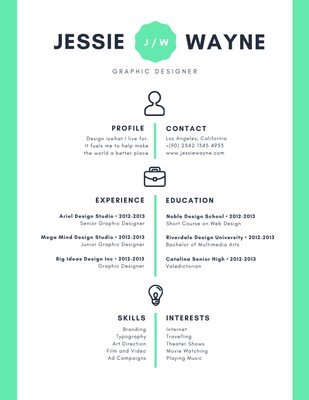 JESSIE J/W WAYNE
GRAPHIC DESIGNER
PROFILE
Design iswhat I live for.
It fuels me to help make
the world a better place
CONTACT
Los Angeles, California
+(90) 2342 1345 4953
www.jessiewayne.com
EXPERIENCE
Ariel Design Studio • 2012-2013
Senior Graphic Designer
Mega Mind Design Studio • 2012-2013
Junior Graphic Designer
Big Ideas Design Inc • 2012-2013
Graphic Designer
EDUCATION
Noble Design School • 2012-2013
Short Course on Web Design
Riverdale Design University • 2012-2013
Bachelor of Multimedia Arts
Catalina Senior High • 2012-2013
Valedictorian
SKILLS
Branding
Typography
Art Direction
Film and Video
Ad Campaigns
INTERESTS
Internet
Travelling
Theater Shows
Movie Watching
Playing Music